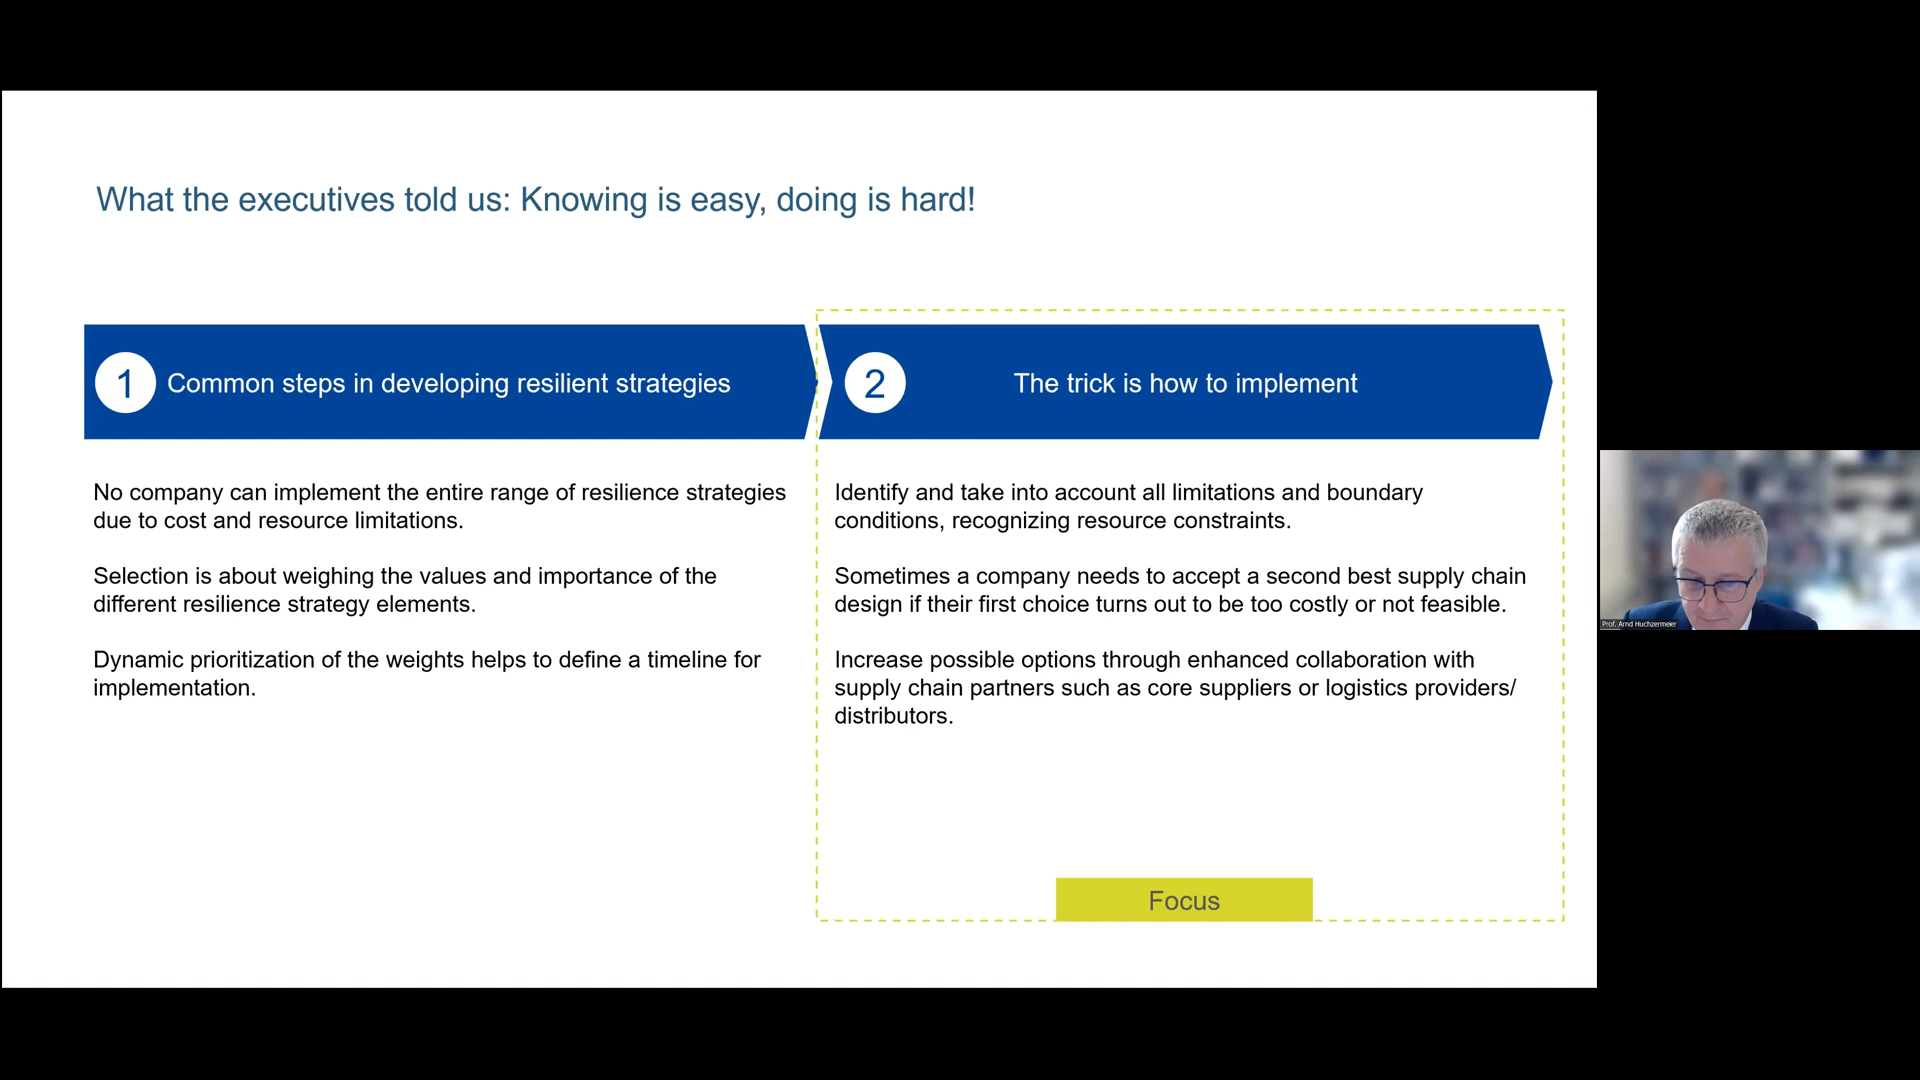 What the executives told us: Knowing is easy, doing is hard!
1
Common steps in developing resilient strategies
No company can implement the entire range of resilience strategies
due to cost and resource limitations.
Selection is about weighing the values and importance of the
different resilience strategy elements.
Dynamic prioritization of the weights helps to define a timeline for
implementation.
2
The trick is how to implement
Identify and take into account all limitations and boundary
conditions, recognizing resource constraints.
Sometimes a company needs to accept a second best supply chain
design if their first choice turns out to be too costly or not feasible.
Increase possible options through enhanced collaboration with
supply chain partners such as core suppliers or logistics providers/
distributors.
Focus
Prof. Arnd Huchzermeier